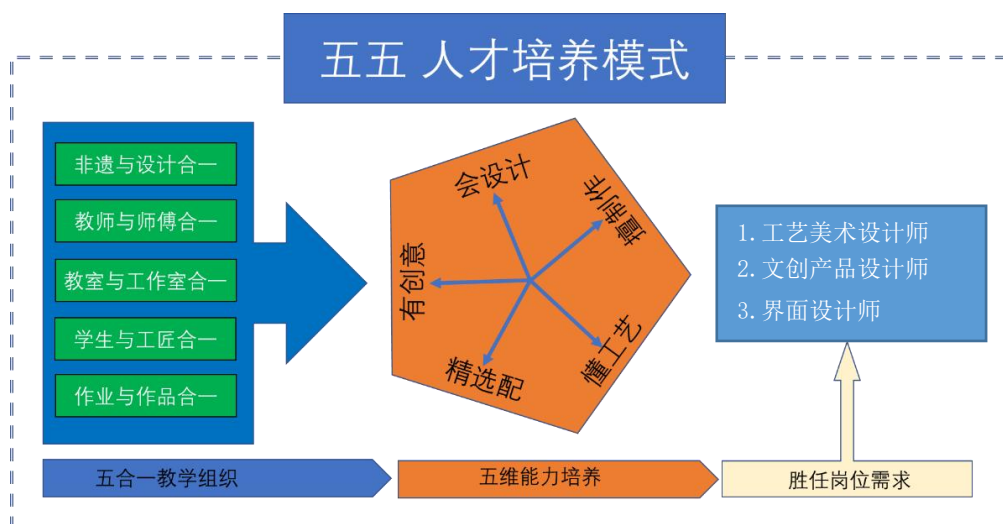 五五 人才培养模式
非遗与设计合一
教师与师傅合一
教室与工作室合一
学生与工匠合一
作业与作品合一
会设计
擅制作
有创意
精选配
懂工艺
1. 工艺美术设计师
2. 文创产品设计师
3. 界面设计师
五合一教学组织
五维能力培养
胜任岗位需求